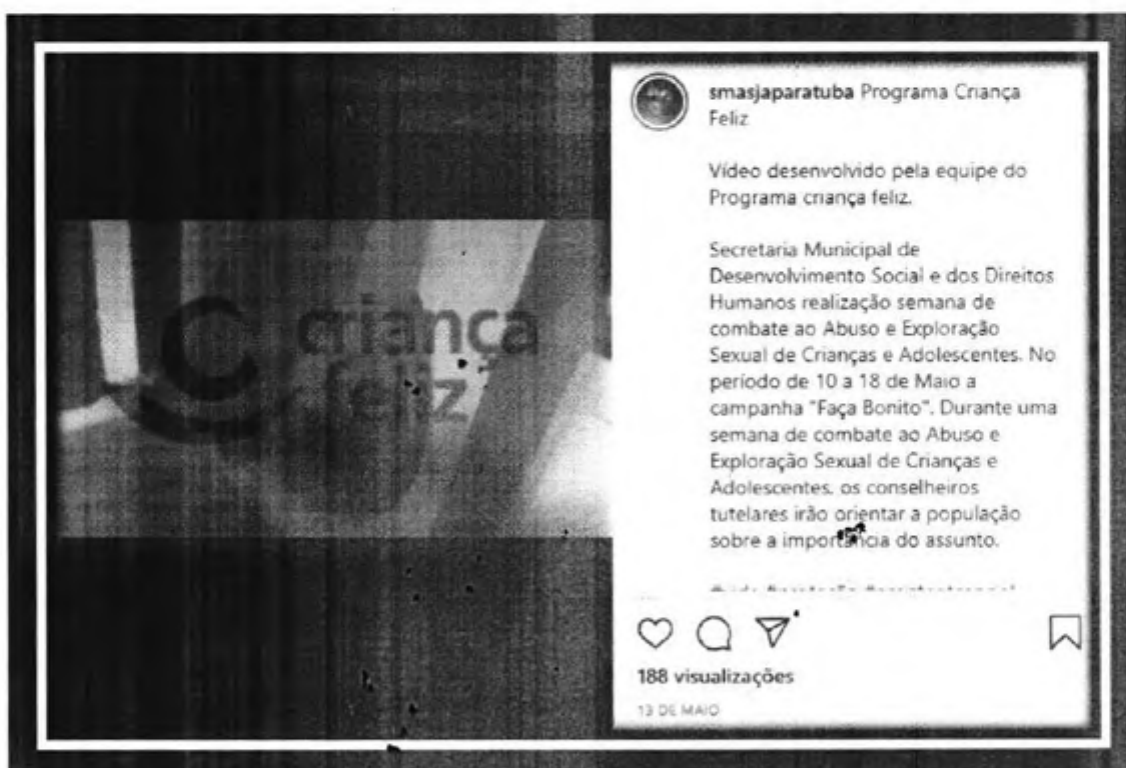 criança
feliz
smasjaparatuba Programa Criança
Feliz
Vídeo desenvolvido pela equipe do
Programa criança feliz.
Secretaria Municipal de
Desenvolvimento Social e dos Direitos
Humanos realização semana de
combate ao Abuso e Exploração
Sexual de Crianças e Adolescentes. No
período de 10 a 18 de Maio a
campanha "Faça Bonito". Durante uma
semana de combate ao Abuso e
Exploração Sexual de Crianças e
Adolescentes, os conselheiros
tutelares irão orientar a população
sobre a importância do assunto.
188 visualizações
13 DE MAIO